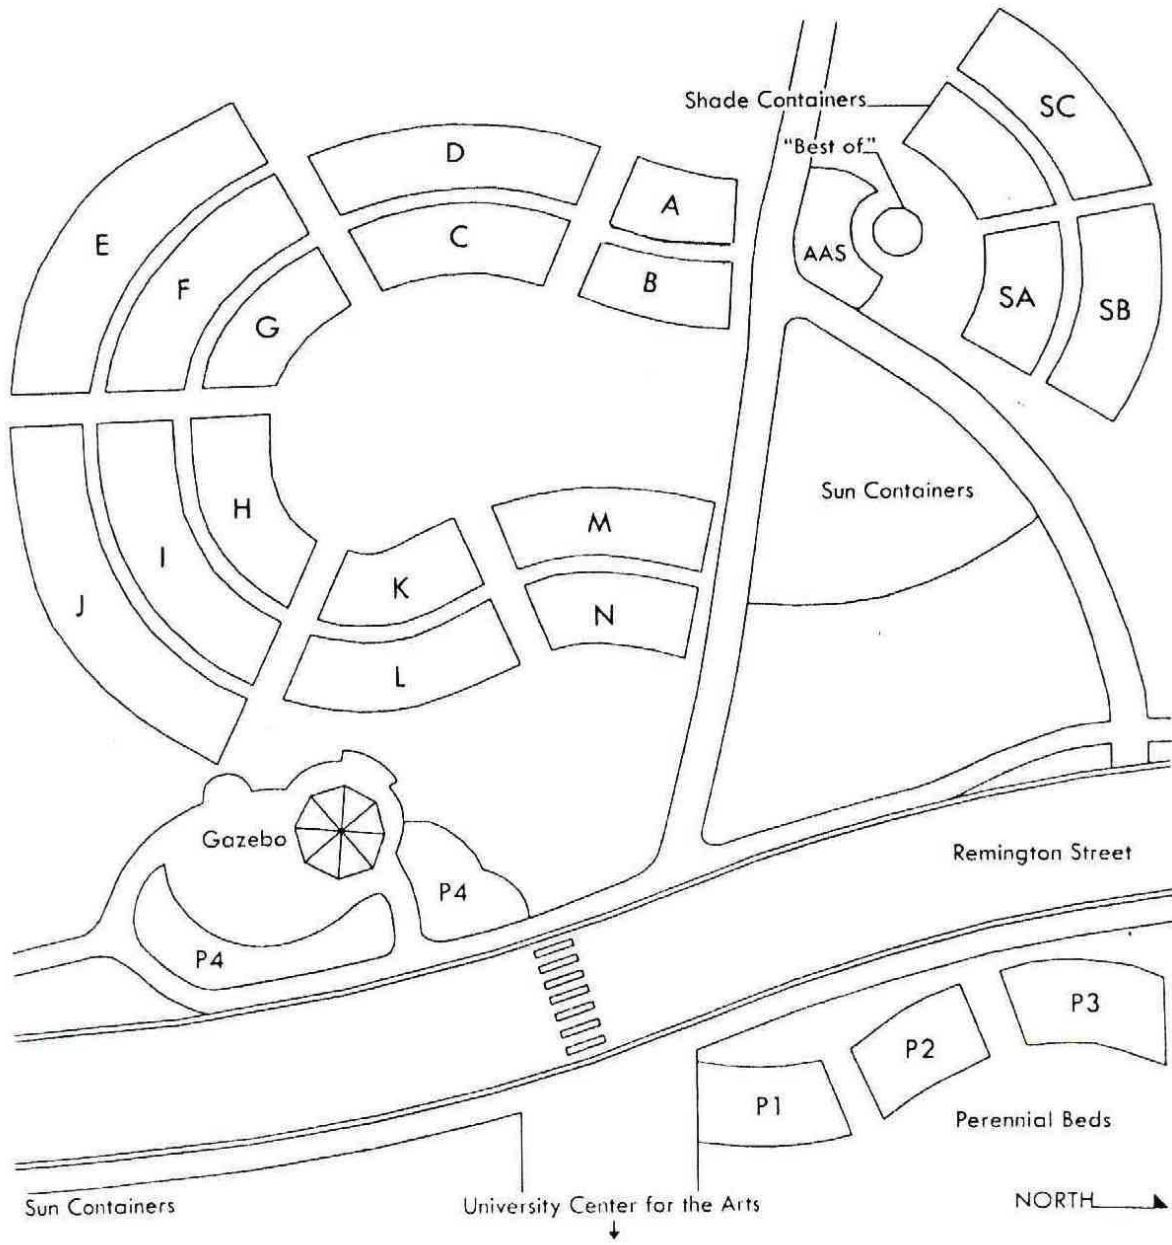 SC
Shade Containers
D
"Best of"
A
C
E
AAS
F
B
SA
SB
G
Sun Containers
H
M
I
K
J
N
L
Gazebo
Remington Street
P4
P4
P3
P2
P1
Perennial Beds
Sun Containers
University Center for the Arts
NORTH